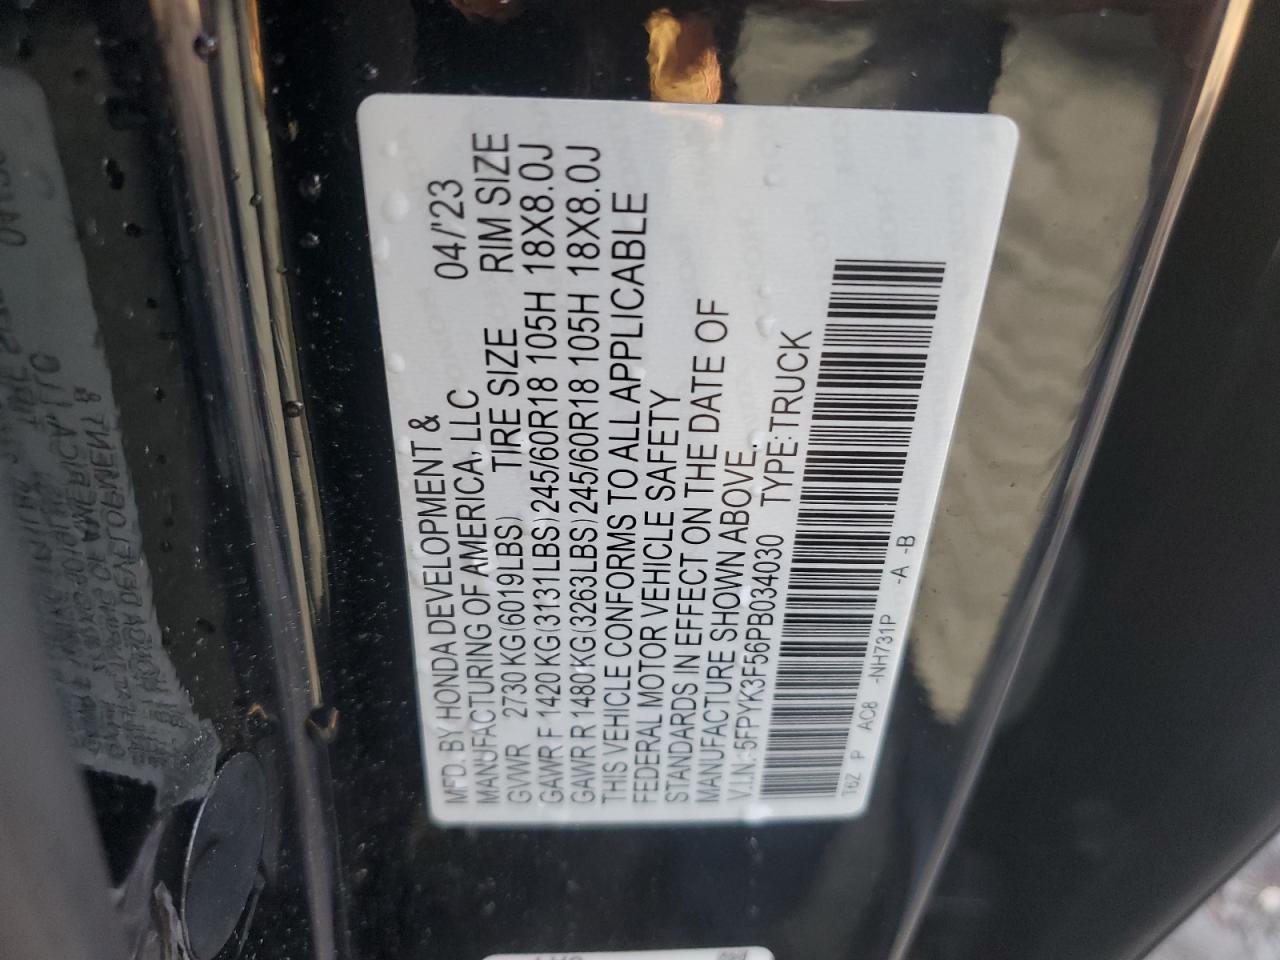 MFD. BY HONDA DEVELOPMENT &
MANUFACTURING OF AMERICA, LLC 04/'23
GVWR 2730 KG (6019LBS) TIRE SIZE RIM SIZE
GAWR F 1420 KG (3131LBS) 245/60R18 105H 18X8.0J
GAWR R 1480 KG (3263LBS) 245/60R18 105H 18X8.0J
THIS VEHICLE CONFORMS TO ALL APPLICABLE
FEDERAL MOTOR VEHICLE SAFETY
STANDARDS IN EFFECT ON THE DATE OF
MANUFACTURE SHOWN ABOVE.
V.I.N.:5FPYK3F56PB034030 TYPE:TRUCK
T6Z P AC8 -NH731P -A -B